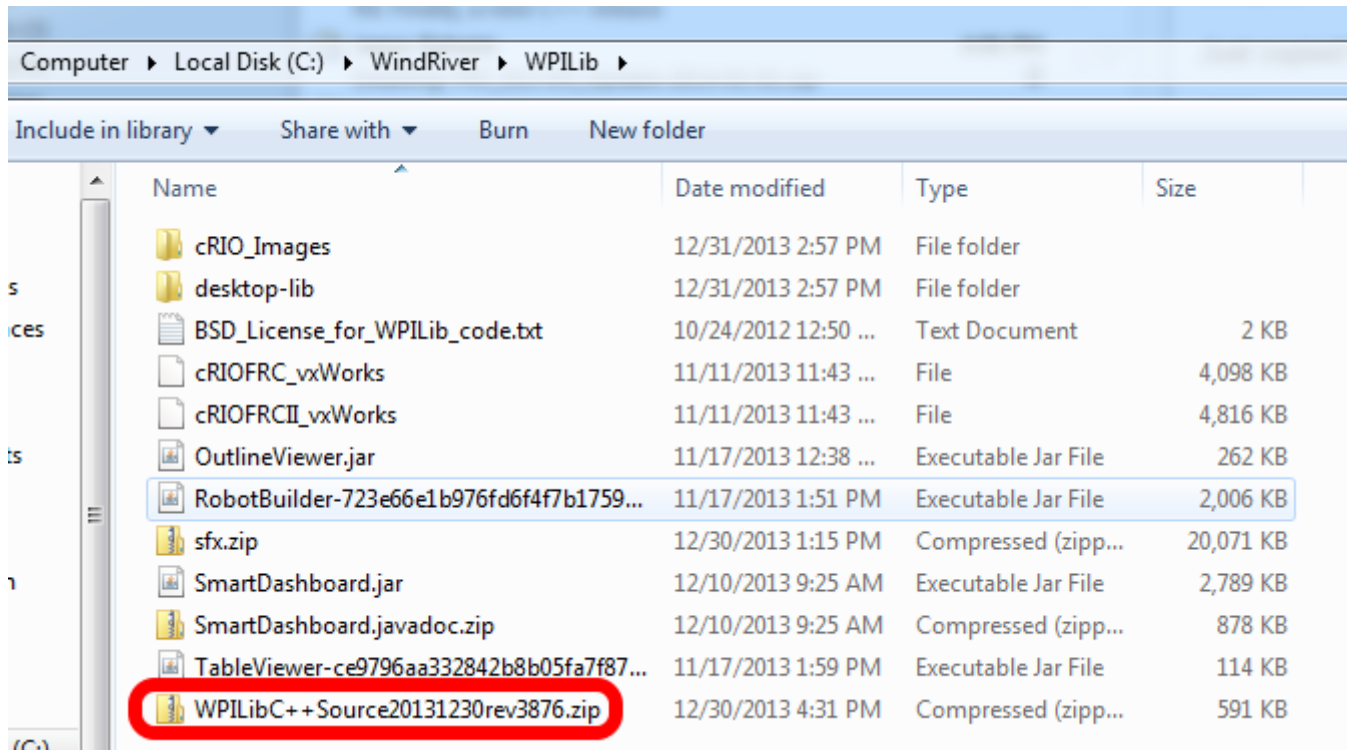 Computer ▸ Local Disk (C:) ▸ WindRiver ▸ WPILib ▸
Include in library ▾ Share with ▾ Burn New folder
Name Date modified Type Size
cRIO_Images 12/31/2013 2:57 PM File folder
s desktop-lib 12/31/2013 2:57 PM File folder
ces BSD_License_for_WPILib_code.txt 10/24/2012 12:50 ... Text Document 2 KB
cRIOFRC_vxWorks 11/11/2013 11:43 ... File 4,098 KB
cRIOFRCII_vxWorks 11/11/2013 11:43 ... File 4,816 KB
ts OutlineViewer.jar 11/17/2013 12:38 ... Executable Jar File 262 KB
RobotBuilder-723e66e1b976fd6f4f7b1759... 11/17/2013 1:51 PM Executable Jar File 2,006 KB
sfx.zip 12/30/2013 1:15 PM Compressed (zipp... 20,071 KB
SmartDashboard.jar 12/10/2013 9:25 AM Executable Jar File 2,789 KB
SmartDashboard.javadoc.zip 12/10/2013 9:25 AM Compressed (zipp... 878 KB
TableViewer-ce9796aa332842b8b05fa7f87... 11/17/2013 1:59 PM Executable Jar File 114 KB
WPILibC++Source20131230rev3876.zip 12/30/2013 4:31 PM Compressed (zipp... 591 KB
(C:)